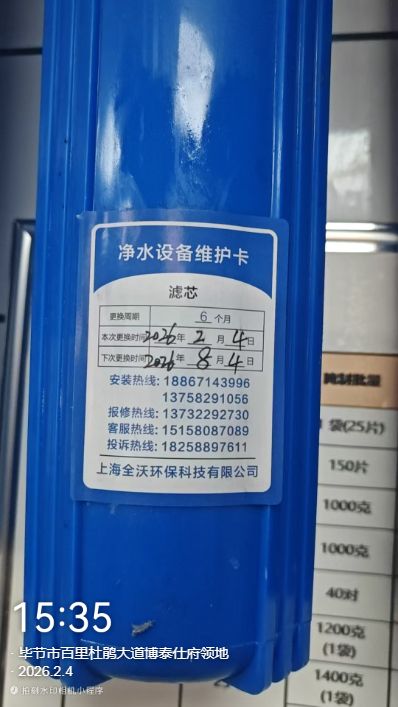 净水设备维护卡
滤芯
更换周期 6 个月
本次更换时间 2026 年 2 月 4 日
下次更换时间 2026 年 8 月 4 日
安装热线: 18867143996
13758291056
报修热线: 13732292730
客服热线: 15158087089
投诉热线: 18258897611
上海全沃环保科技有限公司
腌制批量
1 袋(25片)
150片
1000克
1000克
40对
1200克
(1袋)
1400克
(1袋)
15:35
· 毕节市百里杜鹃大道博泰仕府领地
· 2026.2.4
拍刻水印相机小程序